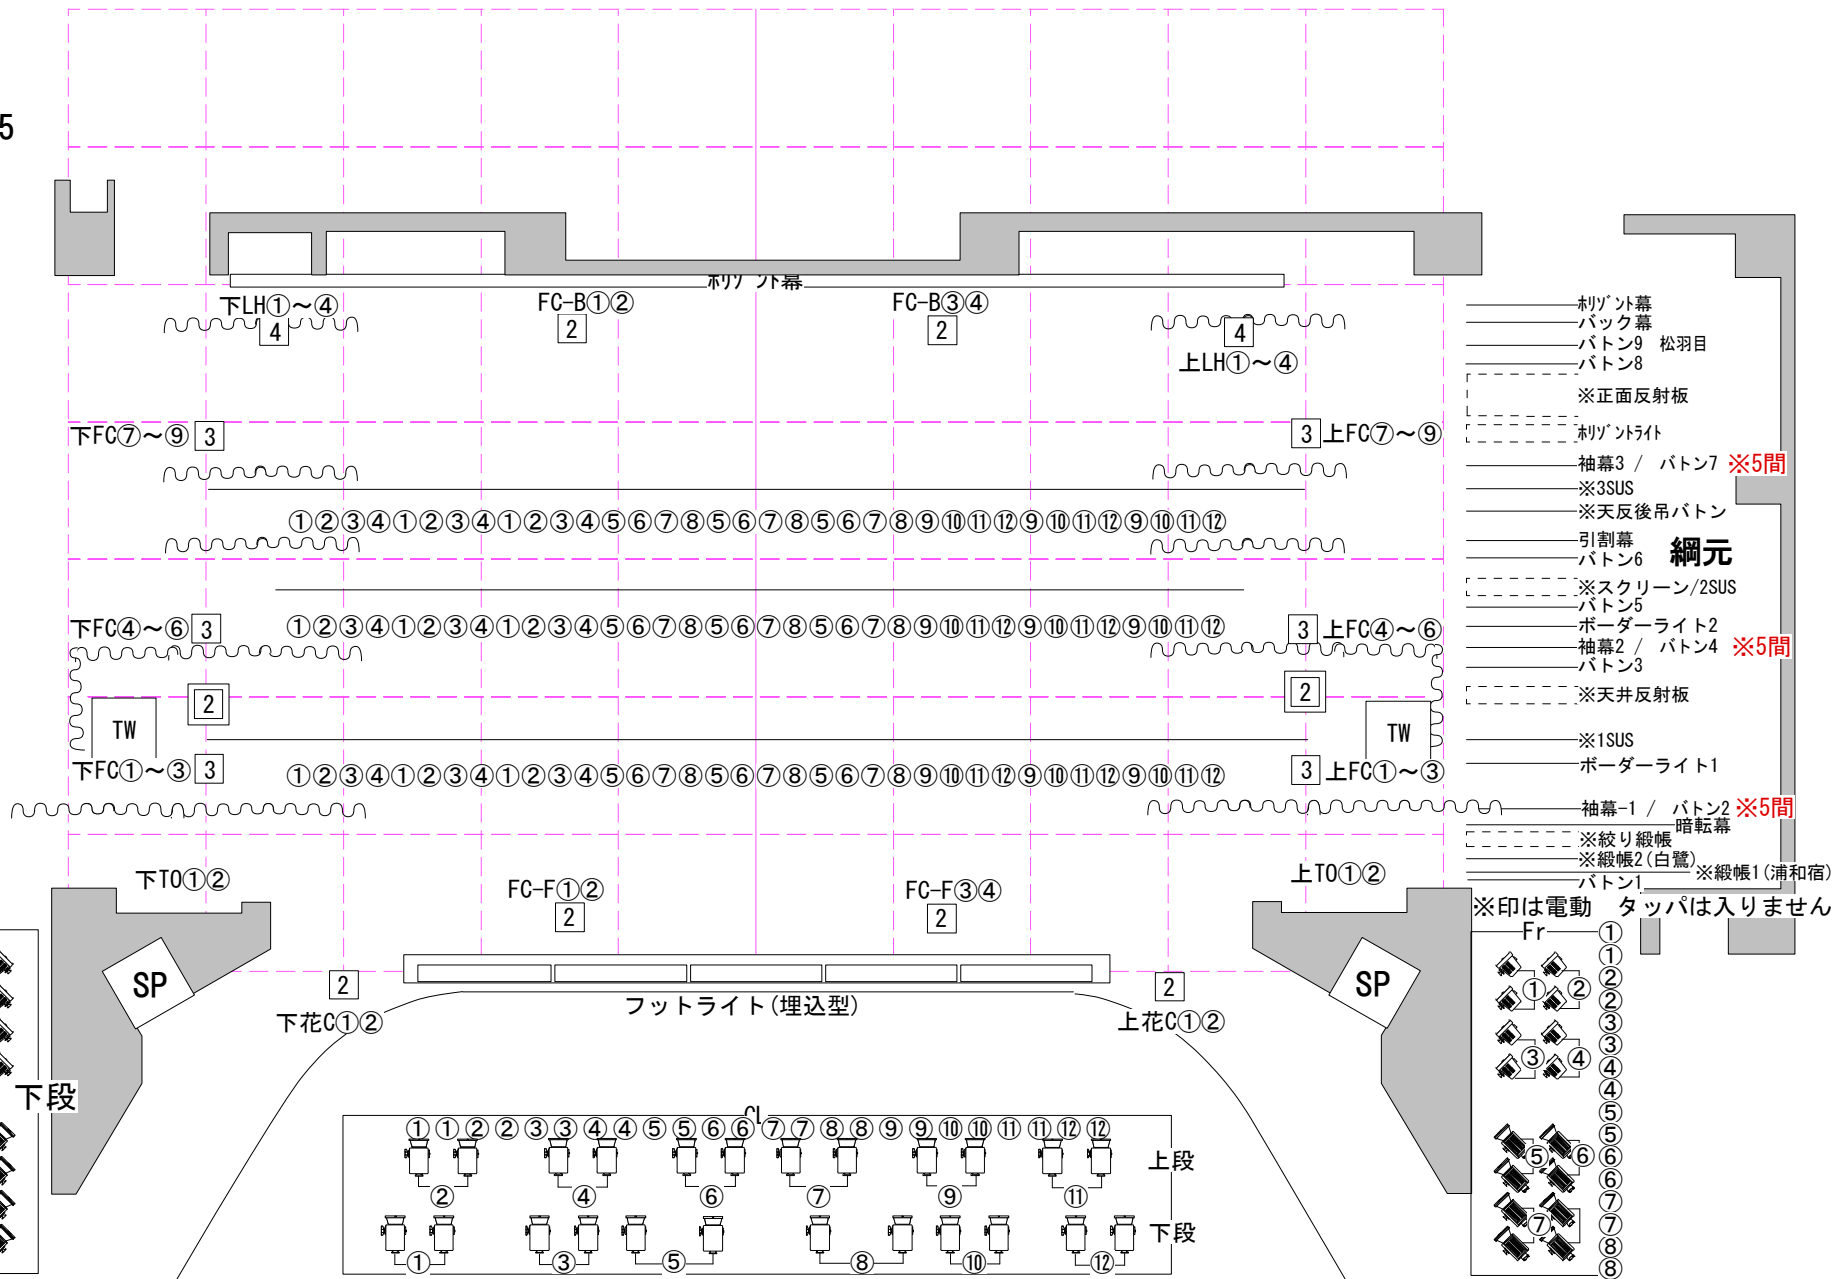 5
ホリゾント幕
下LH①～④
4
FC-B①②
2
FC-B③④
2
4
上LH①～④
下FC⑦～⑨ 3
3 上FC⑦～⑨
①②③④①②③④①②③④⑤⑥⑦⑧⑤⑥⑦⑧⑤⑥⑦⑧⑨⑩⑪⑫⑨⑩⑪⑫⑨⑩⑪⑫
下FC④～⑥ 3
①②③④①②③④①②③④⑤⑥⑦⑧⑤⑥⑦⑧⑤⑥⑦⑧⑨⑩⑪⑫⑨⑩⑪⑫⑨⑩⑪⑫
3 上FC④～⑥
2
2
TW
TW
下FC①～③ 3
①②③④①②③④①②③④⑤⑥⑦⑧⑤⑥⑦⑧⑤⑥⑦⑧⑨⑩⑪⑫⑨⑩⑪⑫⑨⑩⑪⑫
3 上FC①～③
ホリゾント幕
バック幕
バトン9 松羽目
バトン8
※正面反射板
ホリゾントライト
袖幕3 / バトン7 ※5間
※3SUS
※天反後吊バトン
引割幕
綱元
バトン6
※スクリーン/2SUS
バトン5
ボーダーライト2
袖幕2 / バトン4 ※5間
バトン3
※天井反射板
※1SUS
ボーダーライト1
袖幕-1 / バトン2 ※5間
暗転幕
※絞り緞帳
※緞帳2(白鷺)
※緞帳1(浦和宿)
バトン1
※印は電動 タッパは入りません
下TO①②
FC-F①②
2
FC-F③④
2
上TO①②
SP
SP
2
下花C①②
フットライト(埋込型)
2
上花C①②
下段
CL
①①②②③③④④⑤⑤⑥⑥⑦⑦⑧⑧⑨⑨⑩⑩⑪⑪⑫⑫
上段
② ④ ⑥ ⑦ ⑨ ⑪
下段
① ③ ⑤ ⑧ ⑩ ⑫
Fr
①
①
②
②
③
③
④
④
⑤
⑤
⑥
⑥
⑦
⑦
⑧
⑧
① ②
③ ④
⑤ ⑥
⑦